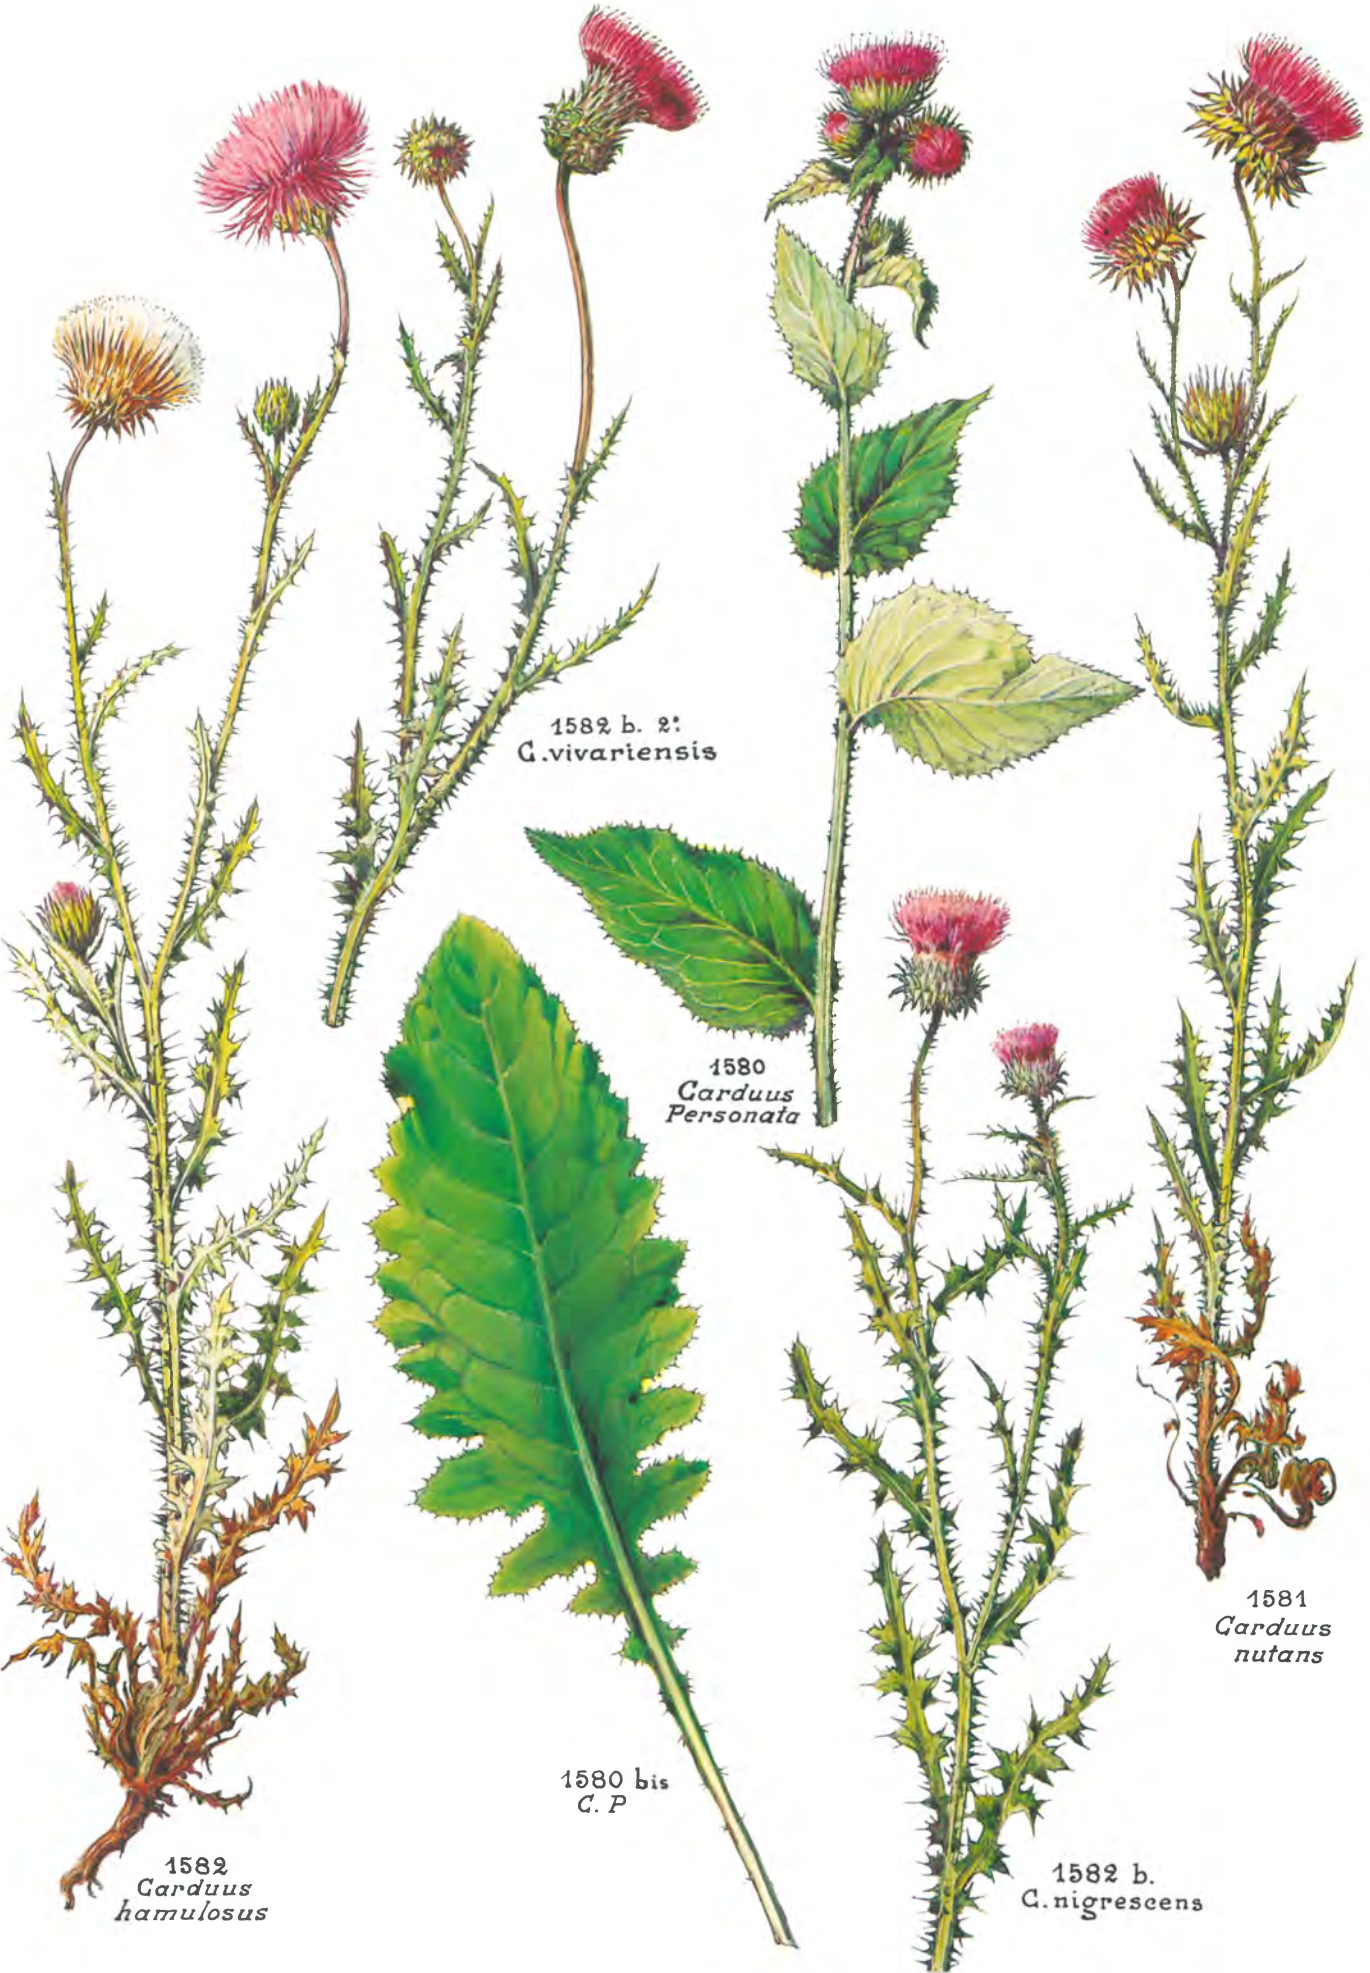 1582 b. 2:
C.vivariensis
1580
Carduus
Personata
1581
Carduus
nutans
1580 bis
C. P
1582
Carduus
hamulosus
1582 b.
C.nigrescens